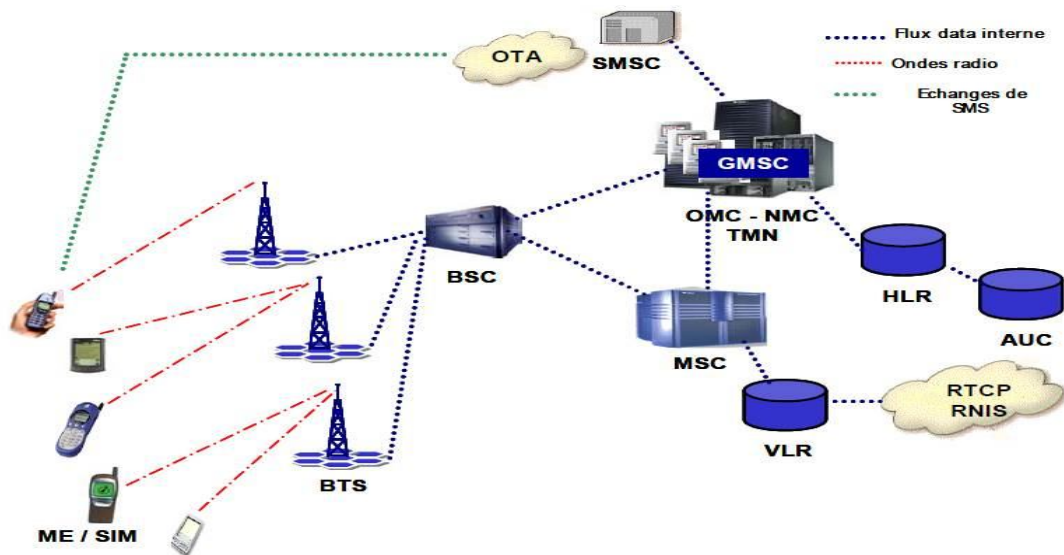 OTA
SMSC
Flux data interne
Ondes radio
Echanges de
SMS
GMSC
OMC - NMC
TMN
BSC
HLR
AUC
MSC
RTCP
RNIS
VLR
BTS
ME / SIM